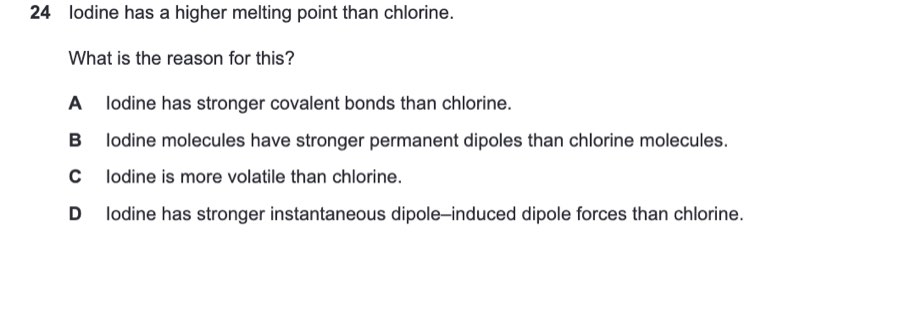 24 Iodine has a higher melting point than chlorine.
What is the reason for this?
A Iodine has stronger covalent bonds than chlorine.
B Iodine molecules have stronger permanent dipoles than chlorine molecules.
C Iodine is more volatile than chlorine.
D Iodine has stronger instantaneous dipole–induced dipole forces than chlorine.